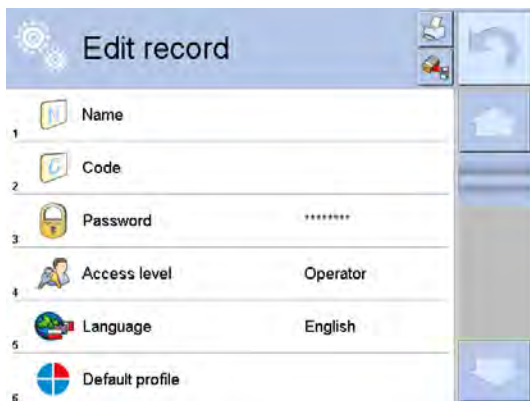 Edit record
1 N Name
2 C Code
3 Password ********
4 Access level Operator
5 Language English
6 Default profile